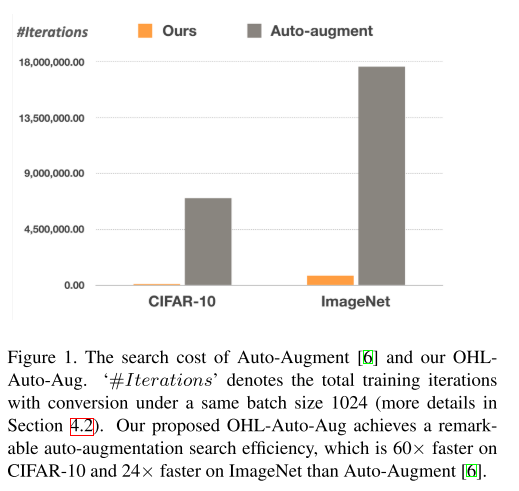 #Iterations
Ours
Auto-augment
18,000,000.00
13,500,000.00
9,000,000.00
4,500,000.00
0.00
CIFAR-10
ImageNet
Figure 1. The search cost of Auto-Augment [6] and our OHL-
Auto-Aug. ‘#Iterations’ denotes the total training iterations
with conversion under a same batch size 1024 (more details in
Section 4.2). Our proposed OHL-Auto-Aug achieves a remark-
able auto-augmentation search efficiency, which is 60× faster on
CIFAR-10 and 24× faster on ImageNet than Auto-Augment [6].